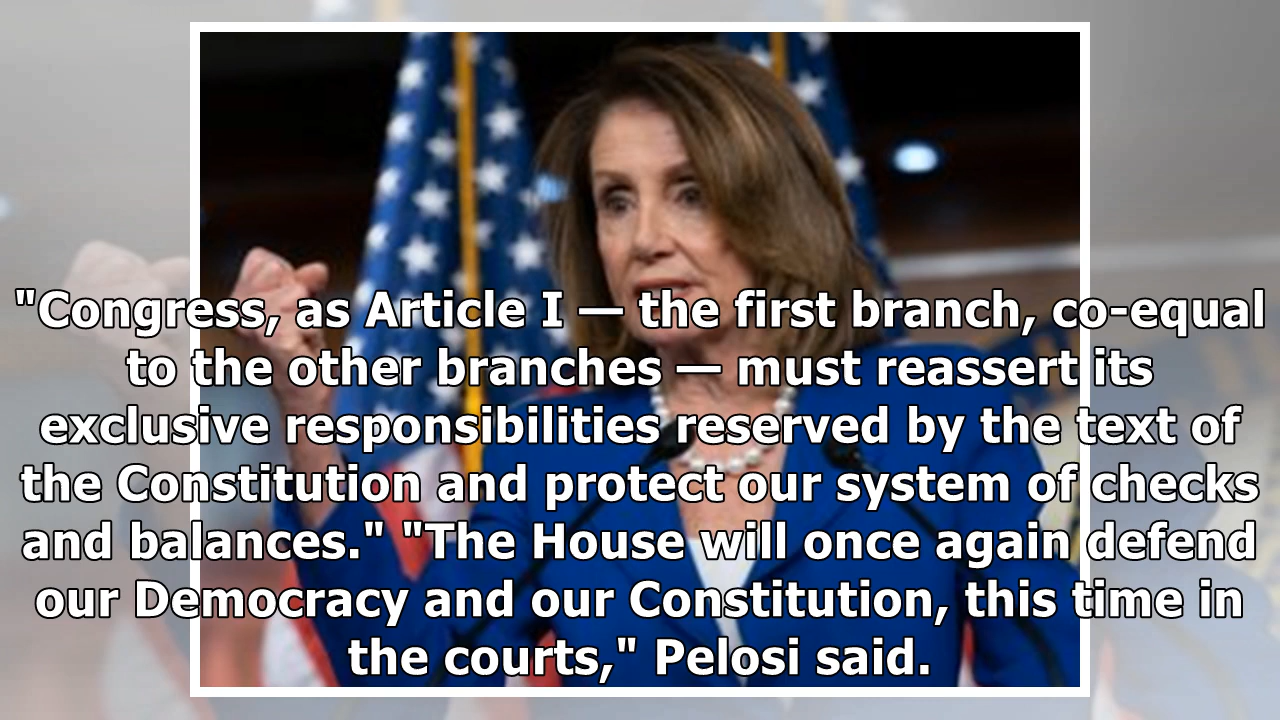 "Congress, as Article I — the first branch, co-equal
to the other branches — must reassert its
exclusive responsibilities reserved by the text of
the Constitution and protect our system of checks
and balances." "The House will once again defend
our Democracy and our Constitution, this time in
the courts," Pelosi said.